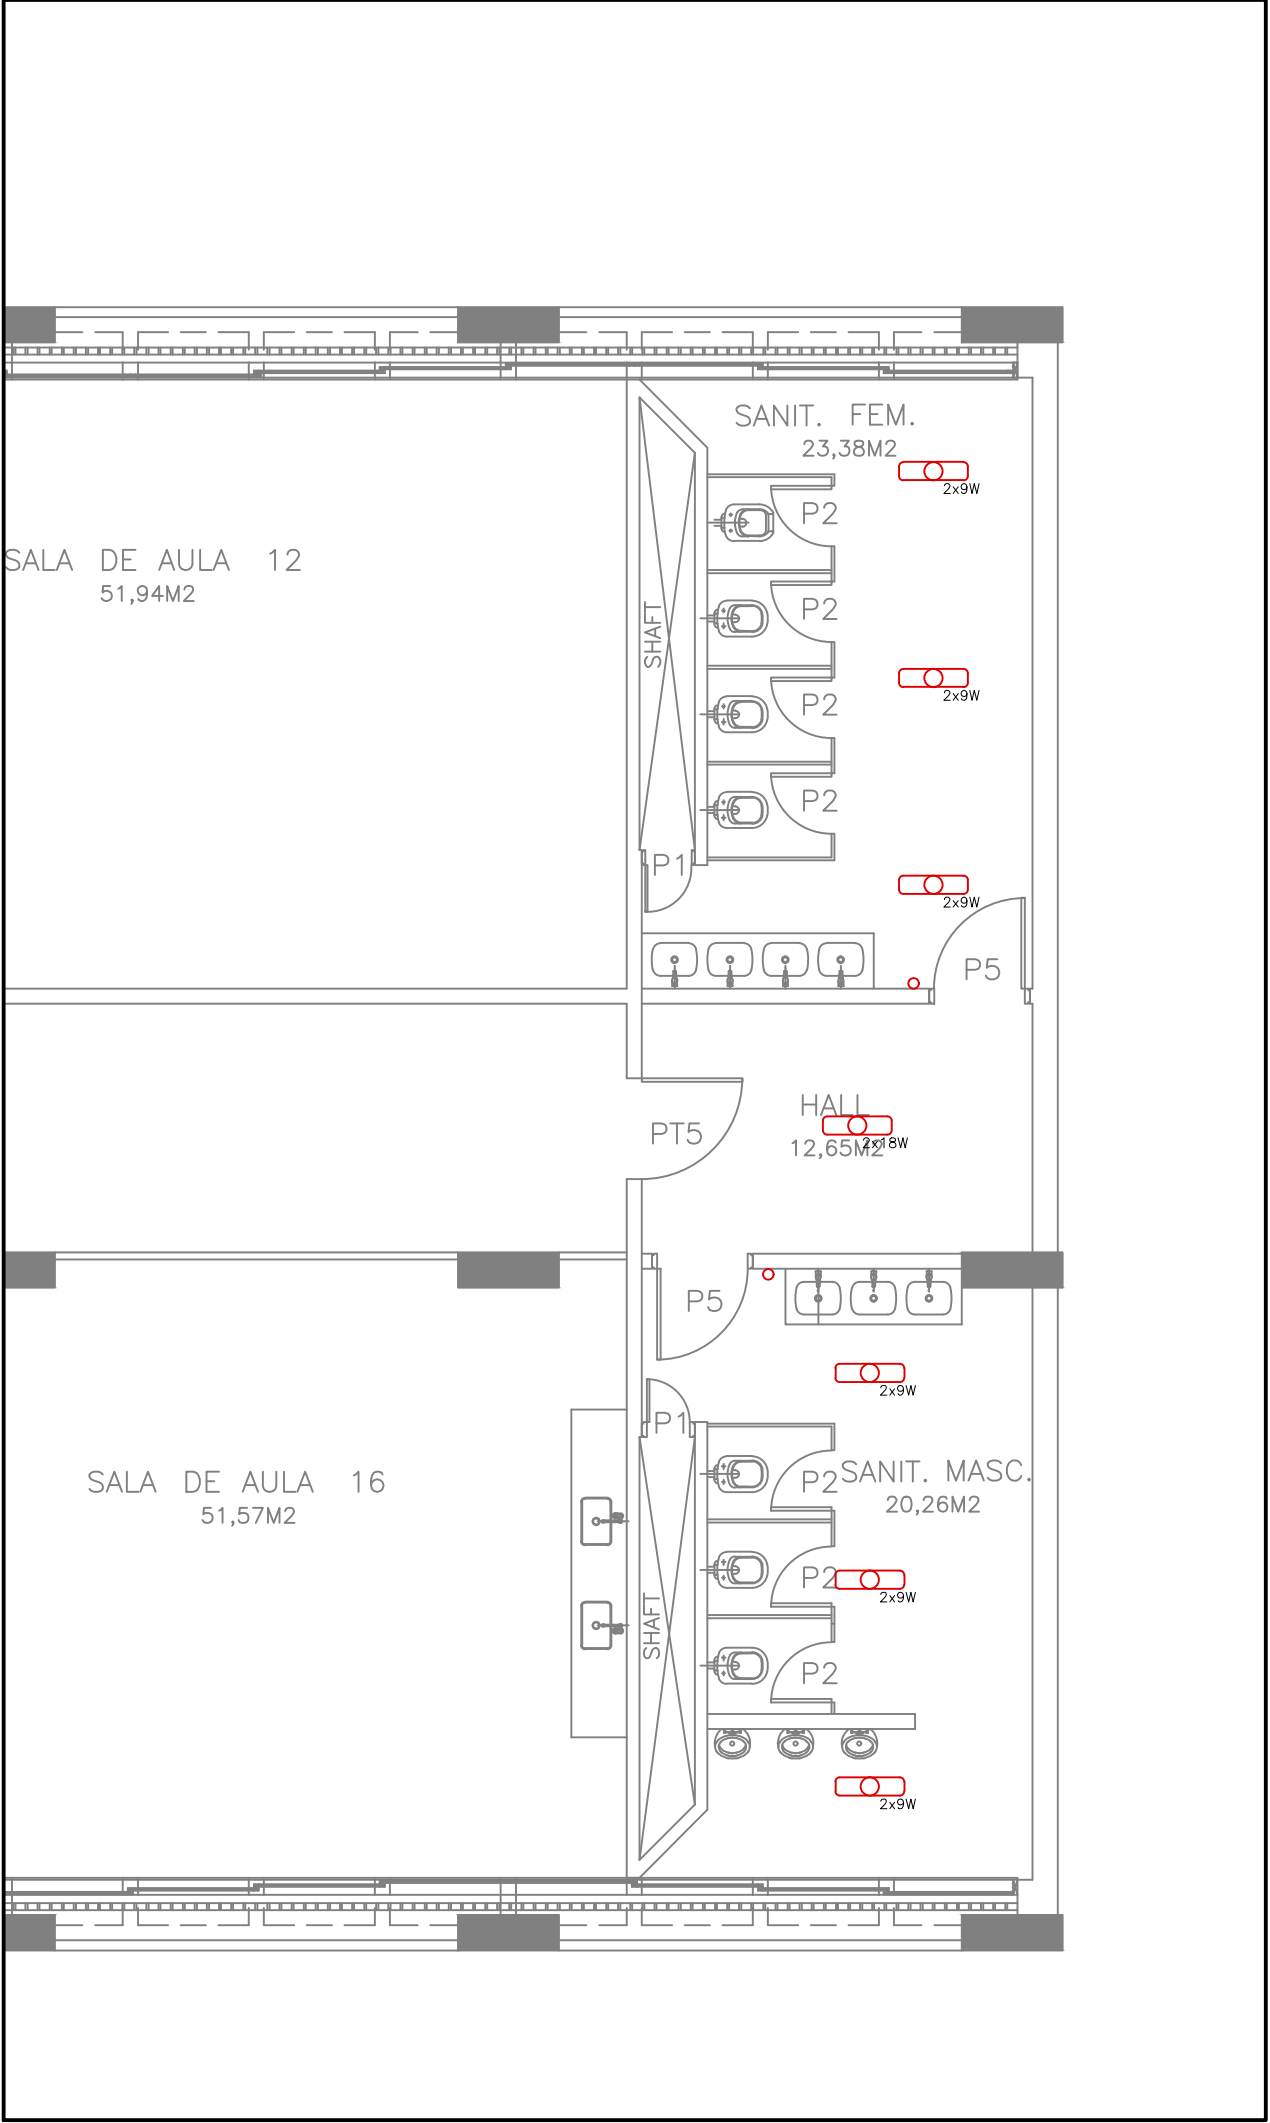 SANIT. FEM.
23,38M2
2x9W
P2
SALA DE AULA 12
51,94M2
P2
SHAFT
2x9W
P2
P2
P1
2x9W
P5
HALL
PT5
12,65M2
2x18W
P5
2x9W
P1
SANIT. MASC.
20,26M2
P2
SALA DE AULA 16
51,57M2
P2
2x9W
SHAFT
P2
2x9W